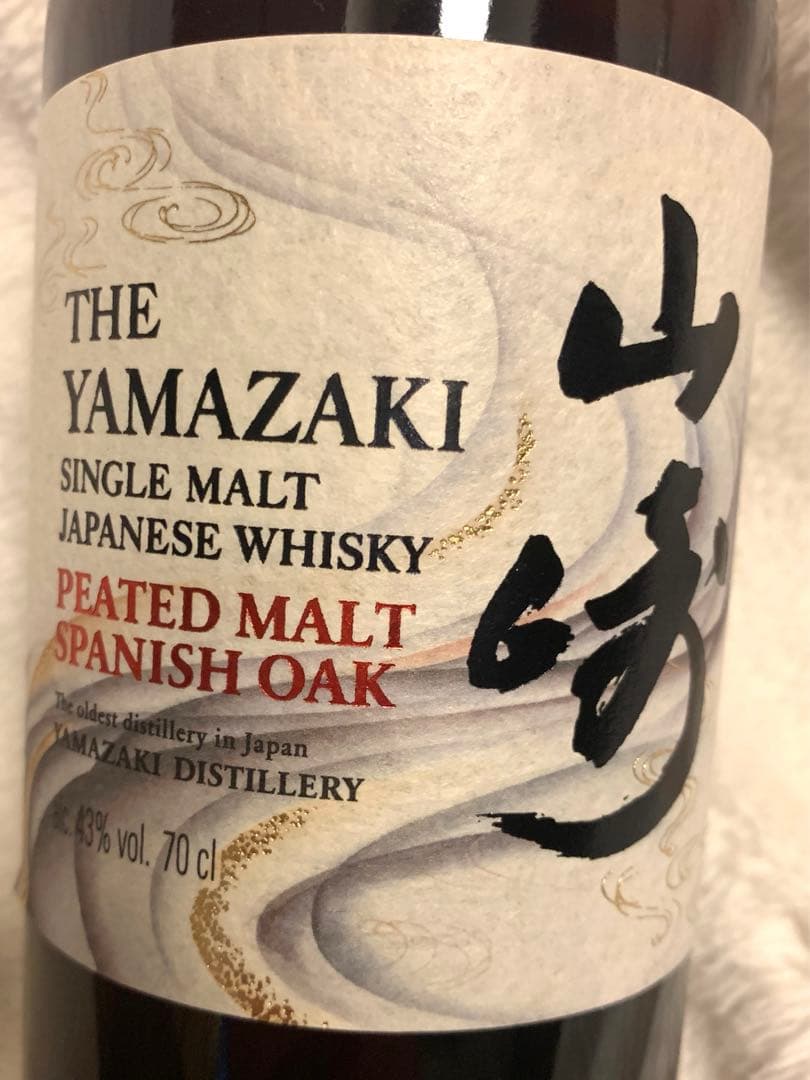 THE
YAMAZAKI
SINGLE MALT
JAPANESE WHISKY
PEATED MALT
SPANISH OAK
The oldest distillery in Japan
YAMAZAKI DISTILLERY
alc. 43% vol. 70 cl
山崎